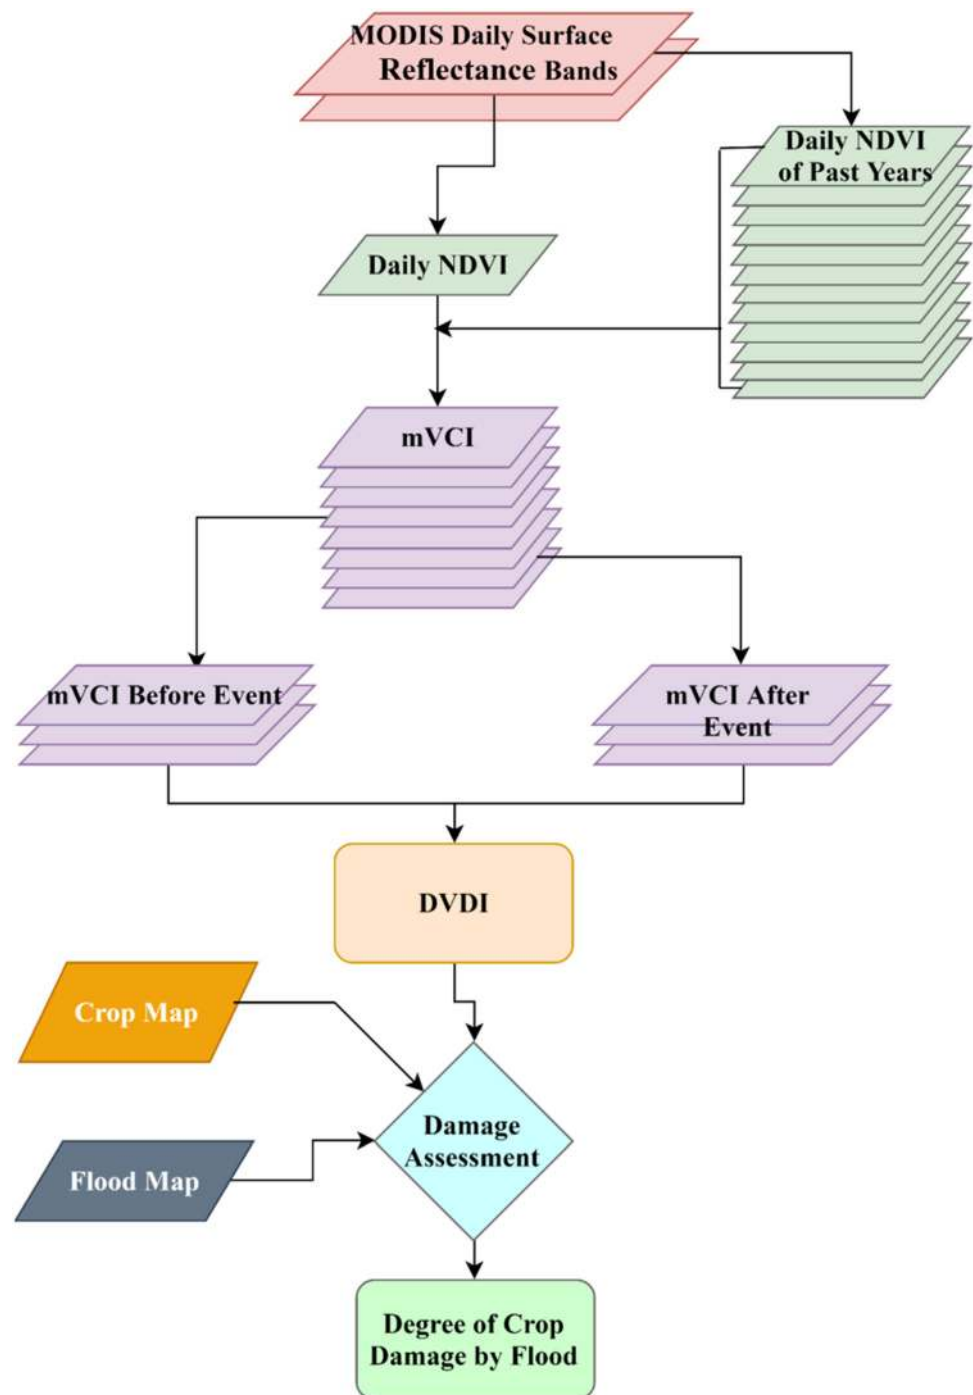 MODIS Daily Surface
Reflectance Bands
Daily NDVI
of Past Years
Daily NDVI
mVCI
mVCI Before Event
mVCI After
Event
DVDI
Crop Map
Damage
Assessment
Flood Map
Degree of Crop
Damage by Flood